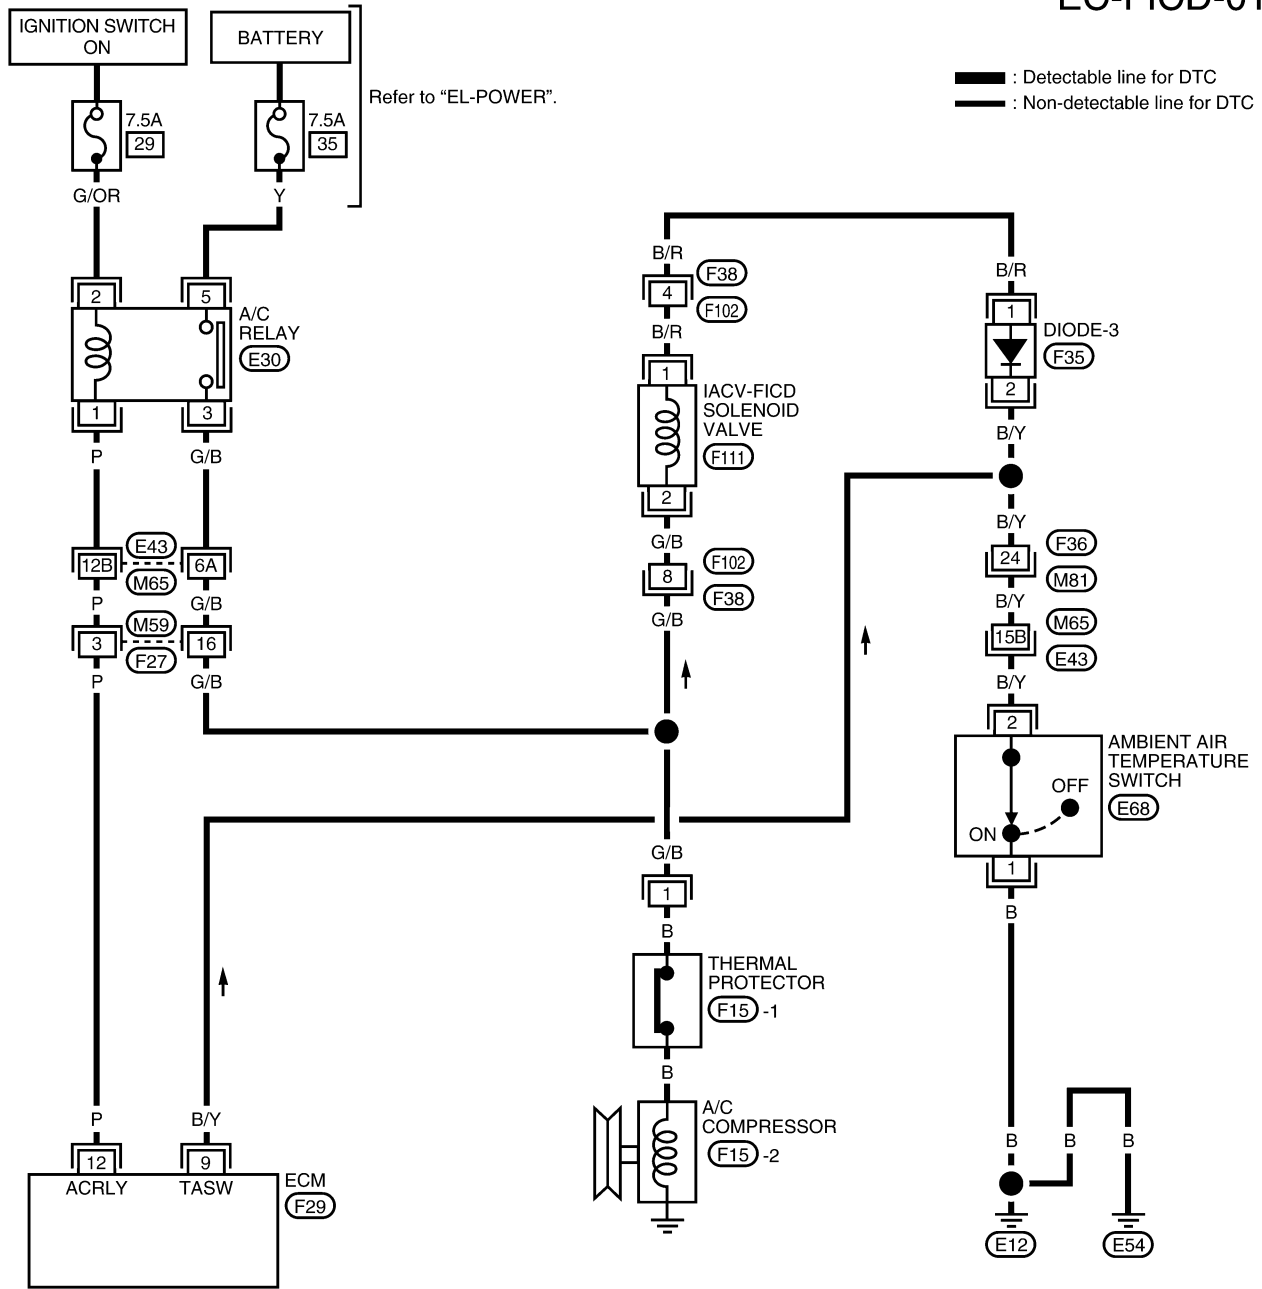 IGNITION SWITCH
ON
BATTERY
Refer to “EL-POWER”.
: Detectable line for DTC
: Non-detectable line for DTC
7.5A
29
7.5A
35
G/OR
Y
2
5
A/C
RELAY
E30
1
3
P
G/B
12B
E43
M65
6A
P
G/B
3
M59
F27
16
P
G/B
B/R
4
F38
F102
B/R
1
IACV-FICD
SOLENOID
VALVE
F111
2
G/B
8
F102
F38
G/B
B/R
1
DIODE-3
F35
2
B/Y
B/Y
24
F36
M81
B/Y
15B
M65
E43
B/Y
2
AMBIENT AIR
TEMPERATURE
SWITCH
E68
OFF
ON
1
B
G/B
1
B
THERMAL
PROTECTOR
F15 -1
B
A/C
COMPRESSOR
F15 -2
P
B/Y
12
9
ACRLY
TASW
ECM
F29
B
B
B
E12
E54